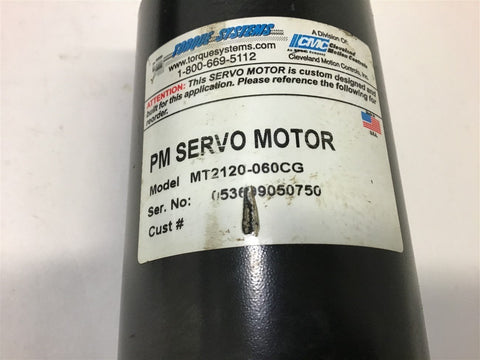 TORQUE SYSTEMS
www.torquesystems.com
1-800-669-5112
A Division Of:
CMC Cleveland Motion Controls
Cleveland Motion Controls, Inc.
ATTENTION: This SERVO MOTOR is custom designed and
built for this application. Please reference the following for
reorder.
USA
PM SERVO MOTOR
Model MT2120-060CG
Ser. No:
Cust #